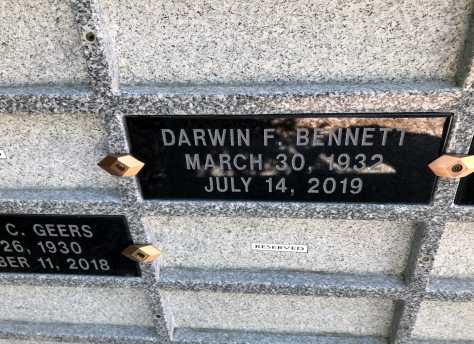 DARWIN F. BENNETT
MARCH 30, 1932
JULY 14, 2019
C. GEERS
26, 1930
BER 11, 2018
RESERVED